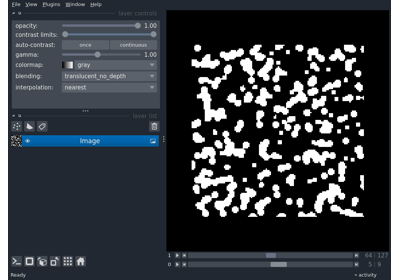 File View Plugins Window Help
layer controls
opacity: 1.00
contrast limits:
auto-contrast: once continuous
gamma: 1.00
colormap: gray
blending: translucent_no_depth
interpolation: nearest
layer list
Image
1 64 127
0 5 9
Ready activity